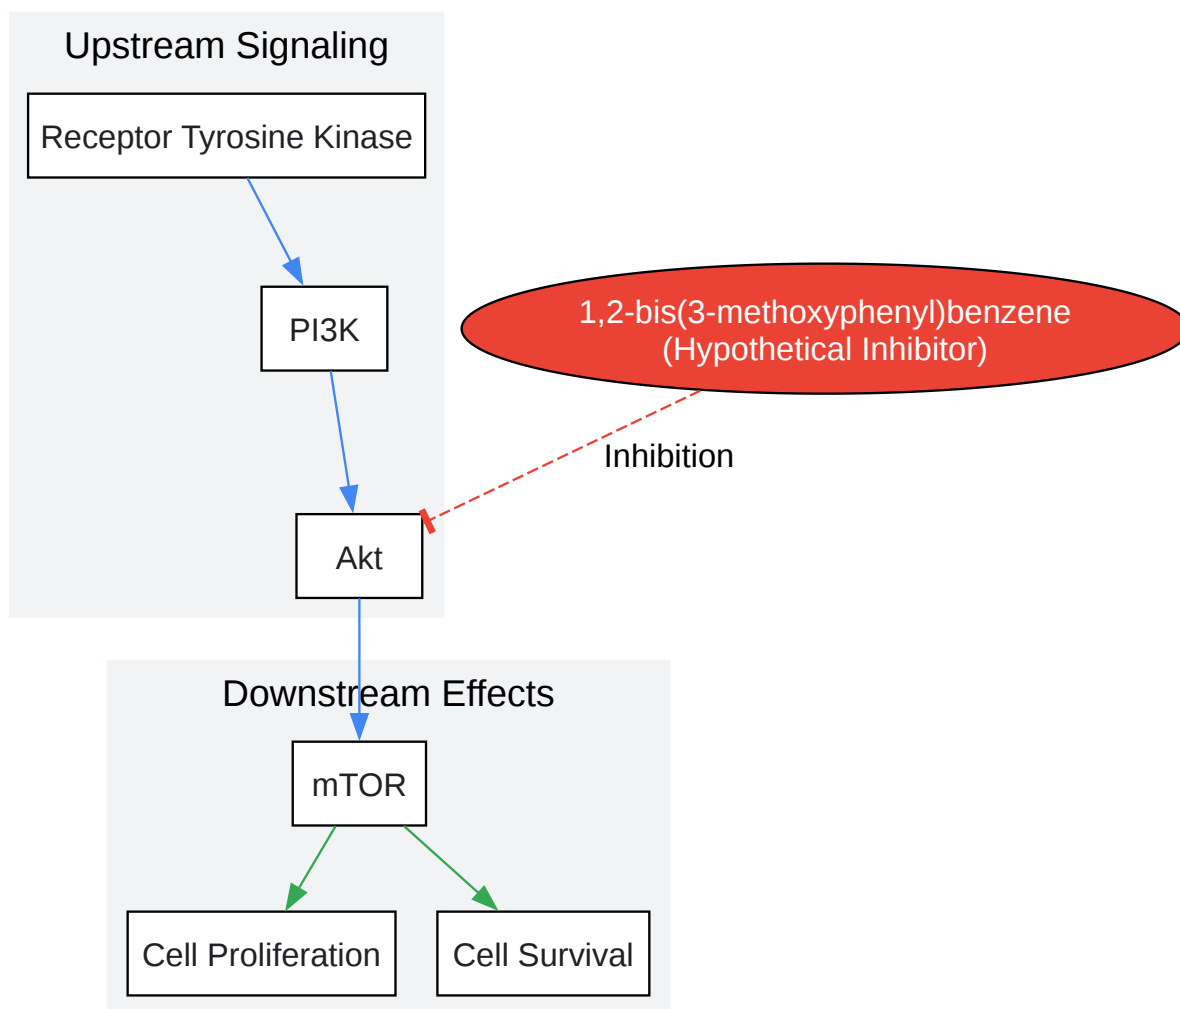 Upstream Signaling
Receptor Tyrosine Kinase
PI3K
1,2-bis(3-methoxyphenyl)benzene
(Hypothetical Inhibitor)
Inhibition
Akt
Downstream Effects
mTOR
Cell Proliferation
Cell Survival